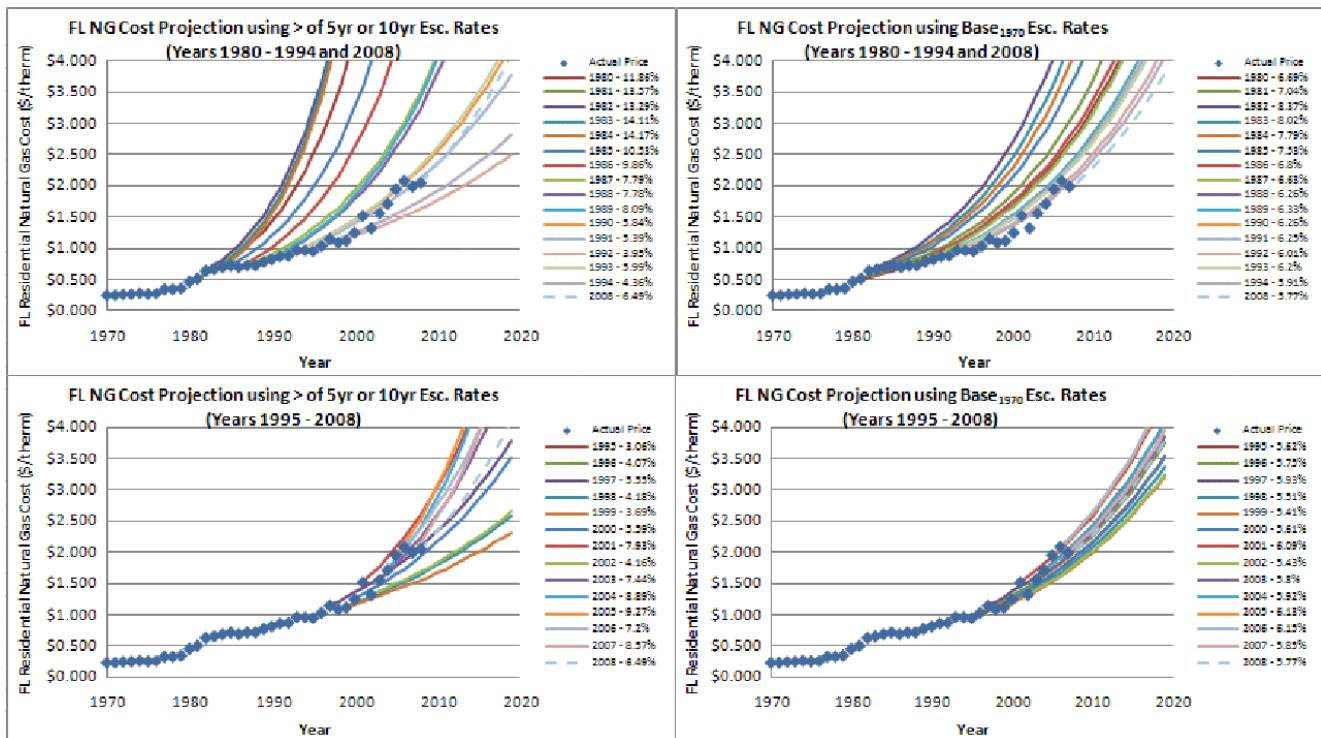 FL NG Cost Projection using > of 5yr or 10yr Esc. Rates
(Years 1980 - 1994 and 2008)
FL Residential Natural Gas Cost ($/therm)
$4.000
$3.500
$3.000
$2.500
$2.000
$1.500
$1.000
$0.500
$0.000
1970 1980 1990 2000 2010 2020
Year
Actual Price
1980 - 11.86%
1981 -
1982 - 13.29%
1983 - 14.11%
1984 - 14.17%
1985 - 10.53%
1986 - 9.86%
1987 - 7.79%
1988 - 7.78%
1989 - 8.09%
1990 - 5.84%
1991 - 5.39%
1992 -
1993 - 5.99%
1994 - 4.36%
2008 - 6.49%
FL NG Cost Projection using Base1970 Esc. Rates
(Years 1980 - 1994 and 2008)
FL Residential Natural Gas Cost ($/therm)
$4.000
$3.500
$3.000
$2.500
$2.000
$1.500
$1.000
$0.500
$0.000
1970 1980 1990 2000 2010 2020
Year
Actual Price
1980 - 6.69%
1981 - 7.04%
1982 - 8.37%
1983 - 8.02%
1984 - 7.79%
1985 -
1986 - 6.8%
1987 - 6.63%
1988 - 6.26%
1989 - 6.33%
1990 - 6.26%
1991 - 6.25%
1992 - 6.01%
1993 - 6.2%
1994 - 5.91%
2008 - 5.77%
FL NG Cost Projection using > of 5yr or 10yr Esc. Rates
(Years 1995 - 2008)
FL Residential Natural Gas Cost ($/therm)
$4.000
$3.500
$3.000
$2.500
$2.000
$1.500
$1.000
$0.500
$0.000
1970 1980 1990 2000 2010 2020
Year
Actual Price
1995 - 3.06%
1996 - 4.07%
1997 -
1998 - 4.18%
1999 - 3.69%
2000 - 5.59%
2001 - 7.93%
2002 - 4.16%
2003 - 7.44%
2004 - 8.89%
2005 - 9.27%
2006 - 7.2%
2007 - 8.57%
2008 - 6.49%
FL NG Cost Projection using Base1970 Esc. Rates
(Years 1995 - 2008)
FL Residential Natural Gas Cost ($/therm)
$4.000
$3.500
$3.000
$2.500
$2.000
$1.500
$1.000
$0.500
$0.000
1970 1980 1990 2000 2010 2020
Year
Actual Price
1995 - 5.62%
1996 - 5.75%
1997 - 5.93%
1998 - 5.51%
1999 - 5.41%
2000 - 5.61%
2001 - 6.09%
2002 - 5.43%
2003 - 5.8%
2004 - 5.92%
2005 -
2006 -
2007 -
2008 - 5.77%